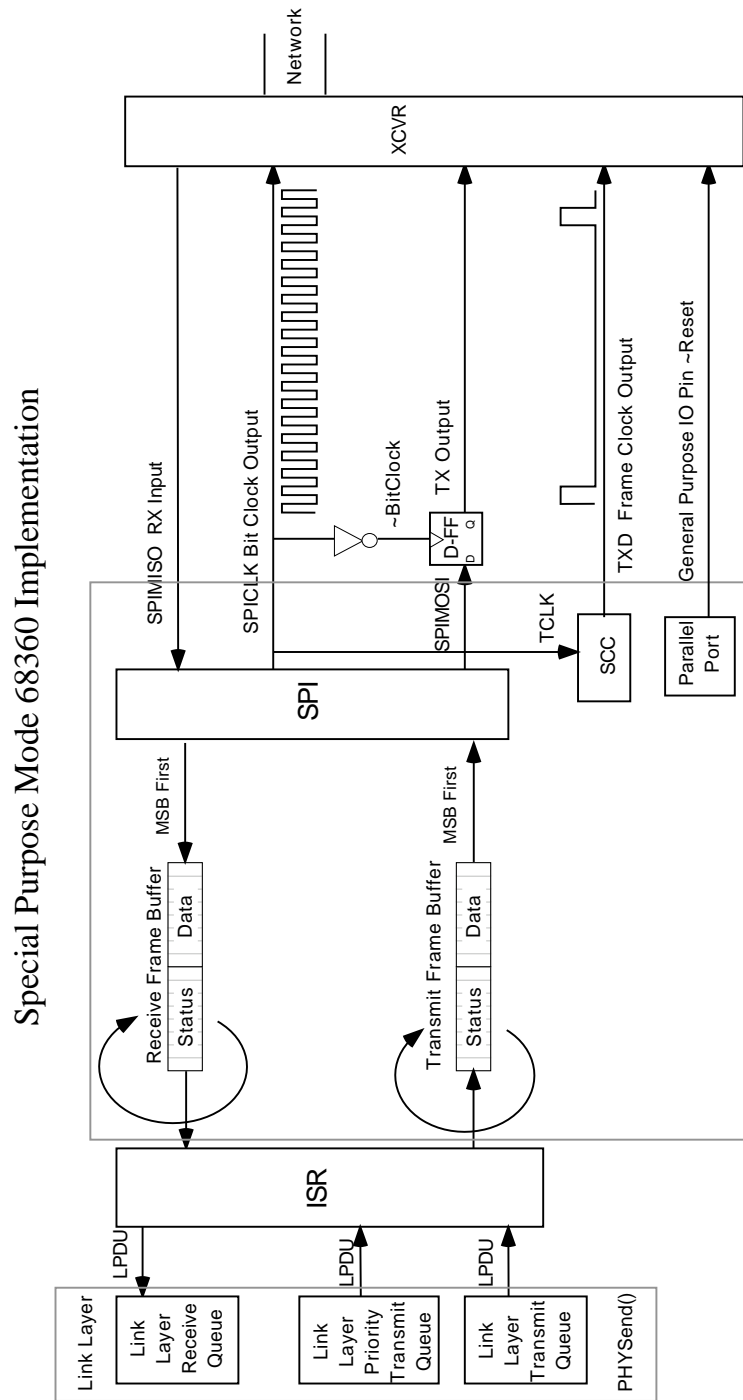 Special Purpose Mode 68360 Implementation
Link Layer
Link
Layer
Receive
Queue
Link
Layer
Priority
Transmit
Queue
Link
Layer
Transmit
Queue
PHYSend()
LPDU
LPDU
LPDU
ISR
Receive Frame Buffer
Status
Data
MSB First
Transmit Frame Buffer
Status
Data
MSB First
SPI
SPIMISO RX Input
SPICLK Bit Clock Output
~BitClock
SPIMOSI
D-FF
D
Q
TX Output
TCLK
SCC
TXD Frame Clock Output
Parallel
Port
General Purpose IO Pin ~Reset
XCVR
Network